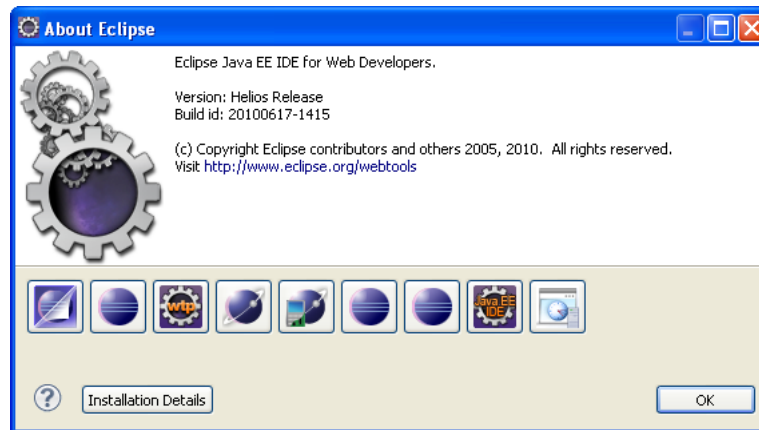 About Eclipse
Eclipse Java EE IDE for Web Developers.
Version: Helios Release
Build id: 20100617-1415
(c) Copyright Eclipse contributors and others 2005, 2010. All rights reserved.
Visit http://www.eclipse.org/webtools
wtp
Java EE
IDE
?
Installation Details
OK